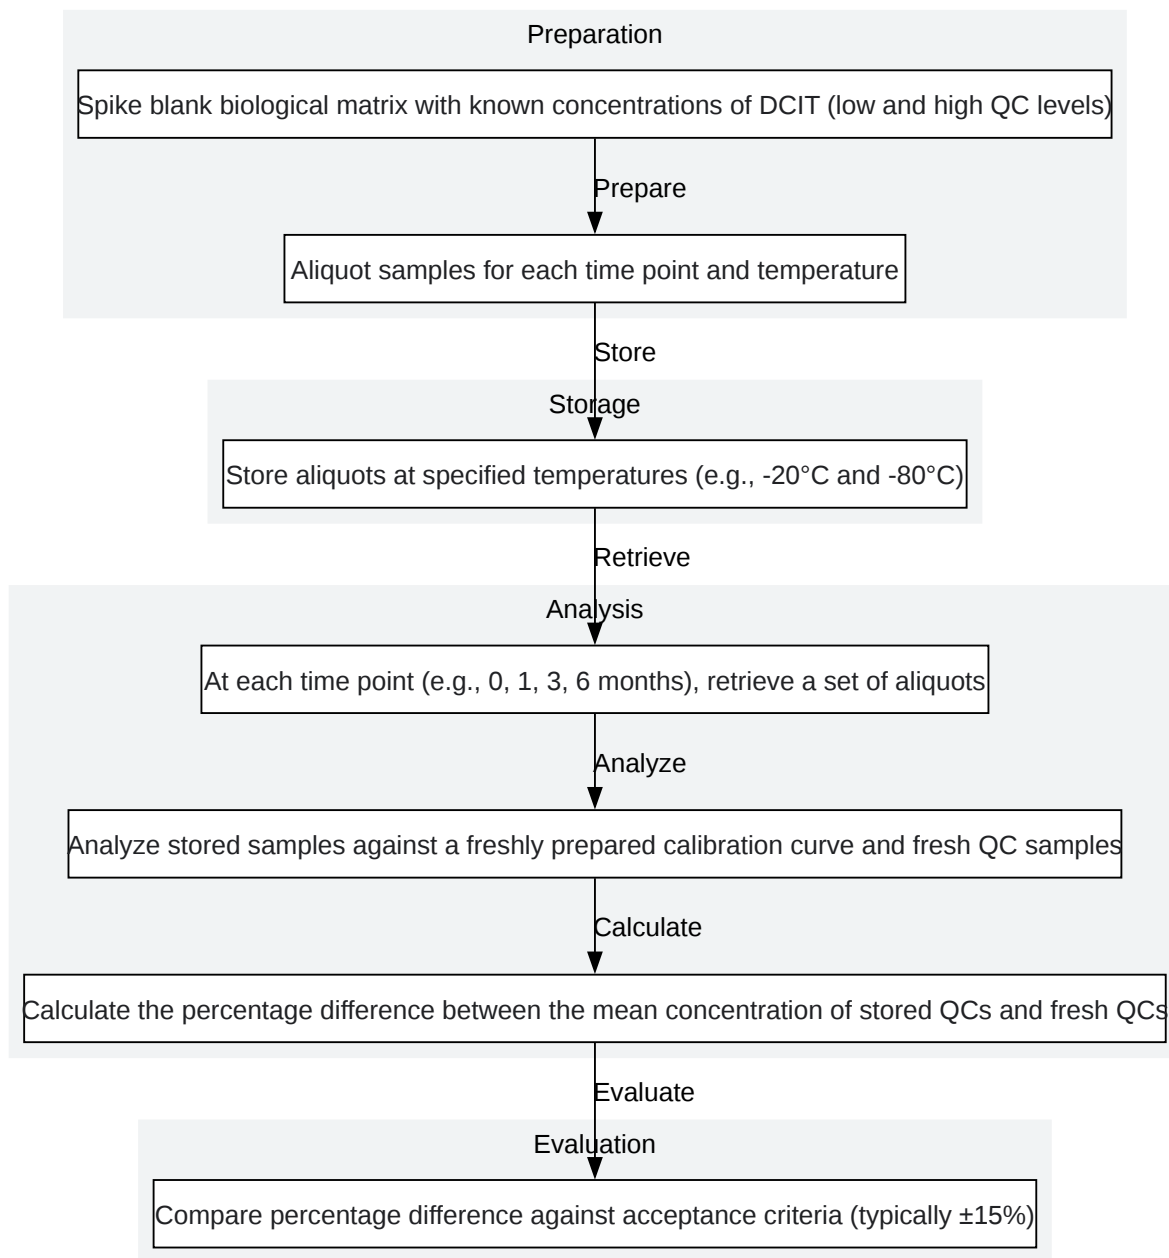 Preparation
Spike blank biological matrix with known concentrations of DCIT (low and high QC levels)
Prepare
Aliquot samples for each time point and temperature
Store
Storage
Store aliquots at specified temperatures (e.g., -20°C and -80°C)
Retrieve
Analysis
At each time point (e.g., 0, 1, 3, 6 months), retrieve a set of aliquots
Analyze
Analyze stored samples against a freshly prepared calibration curve and fresh QC samples
Calculate
Calculate the percentage difference between the mean concentration of stored QCs and fresh QCs
Evaluate
Evaluation
Compare percentage difference against acceptance criteria (typically ±15%)